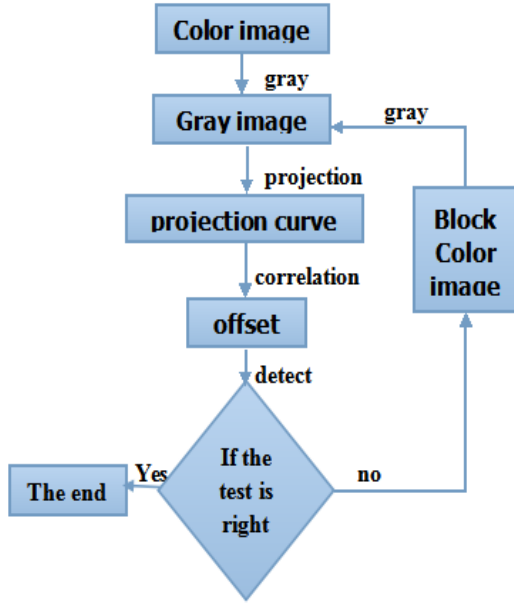 Color image
gray
Gray image
gray
projection
projection curve
Block
Color
image
correlation
offset
detect
If the
test is
right
Yes
no
The end